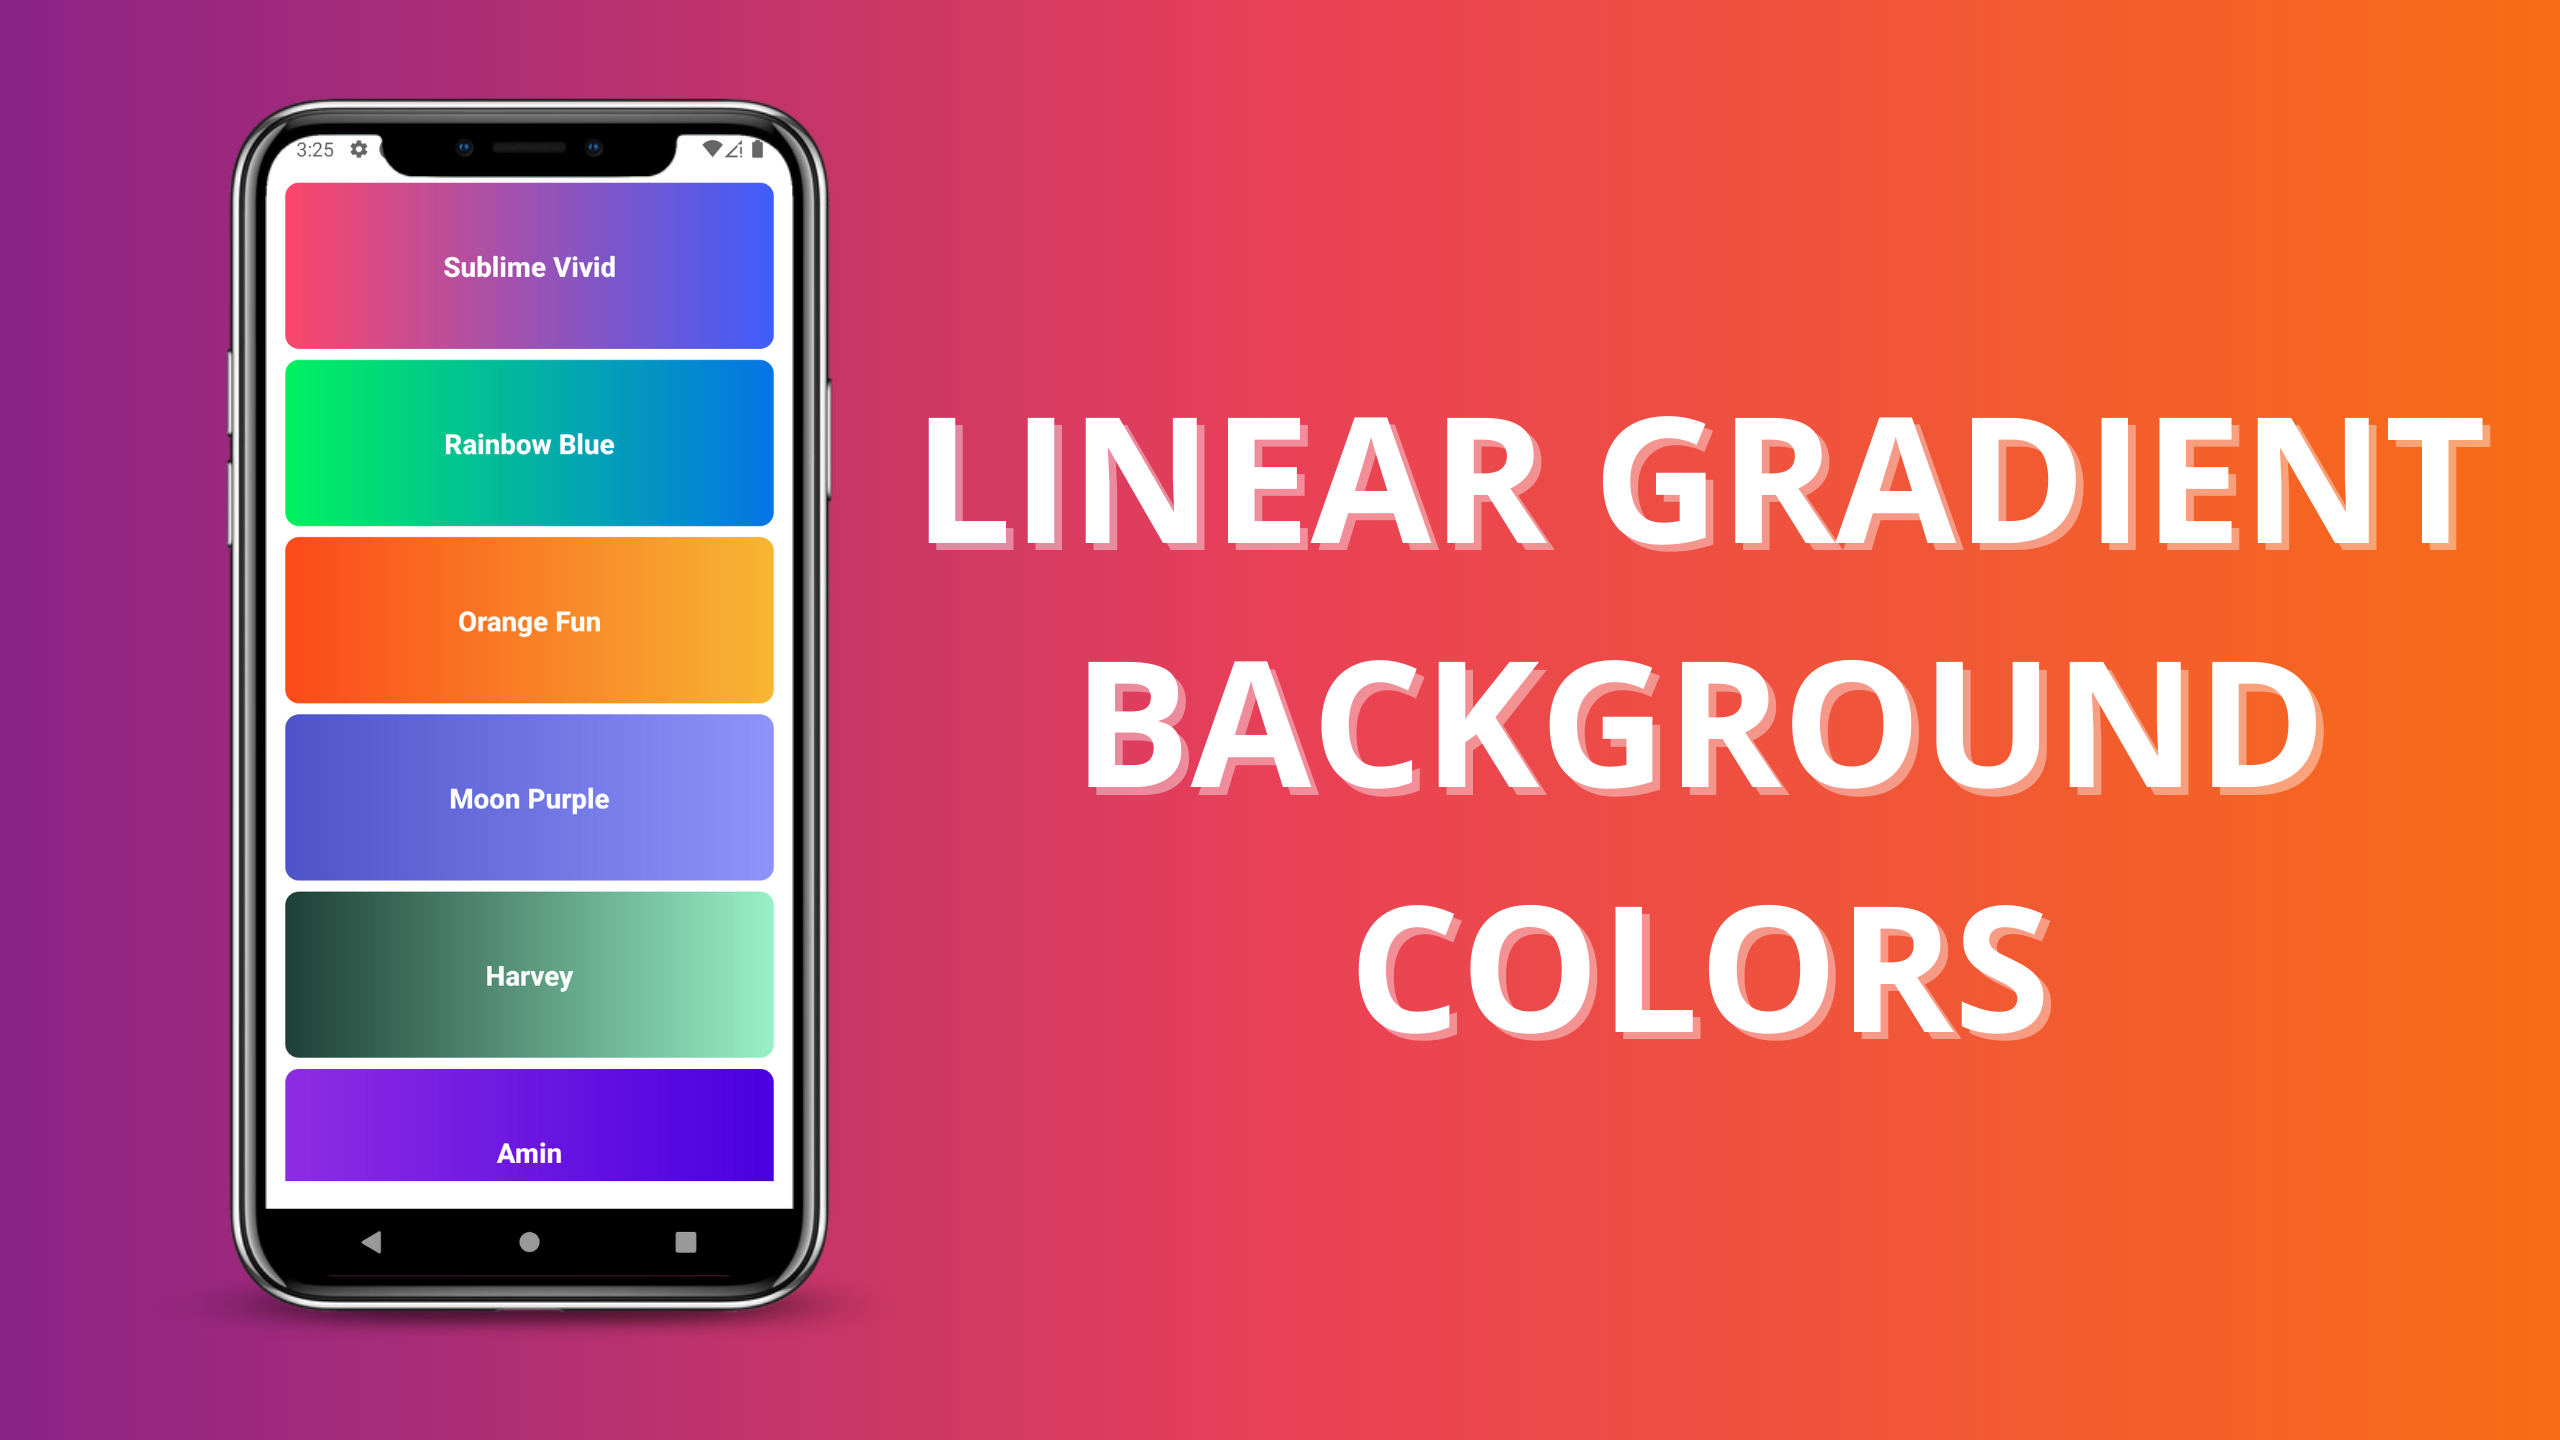 3:25
Sublime Vivid
Rainbow Blue
Orange Fun
Moon Purple
Harvey
Amin
LINEAR GRADIENT
BACKGROUND
COLORS